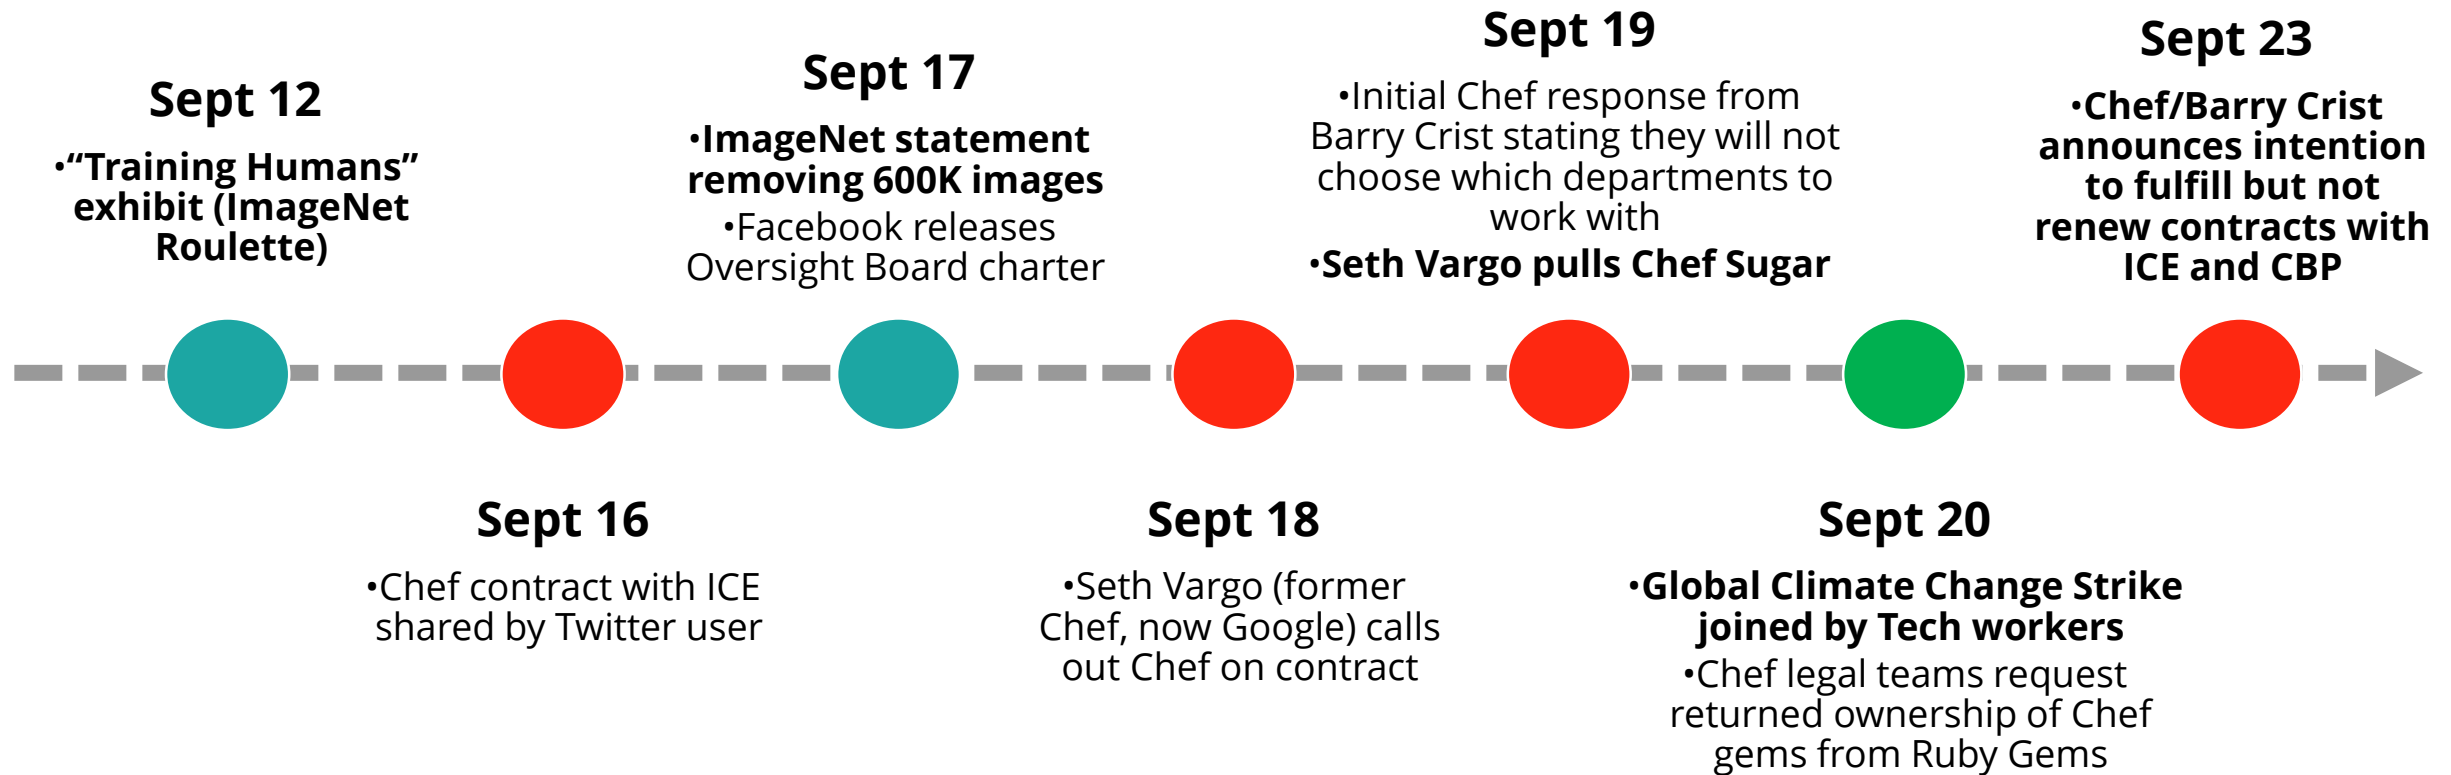 Sept 12
•“Training Humans”
exhibit (ImageNet
Roulette)
Sept 16
•Chef contract with ICE
shared by Twitter user
Sept 17
•ImageNet statement
removing 600K images
•Facebook releases
Oversight Board charter
Sept 18
•Seth Vargo (former
Chef, now Google) calls
out Chef on contract
Sept 19
•Initial Chef response from
Barry Crist stating they will not
choose which departments to
work with
•Seth Vargo pulls Chef Sugar
Sept 20
•Global Climate Change Strike
joined by Tech workers
•Chef legal teams request
returned ownership of Chef
gems from Ruby Gems
Sept 23
•Chef/Barry Crist
announces intention
to fulfill but not
renew contracts with
ICE and CBP